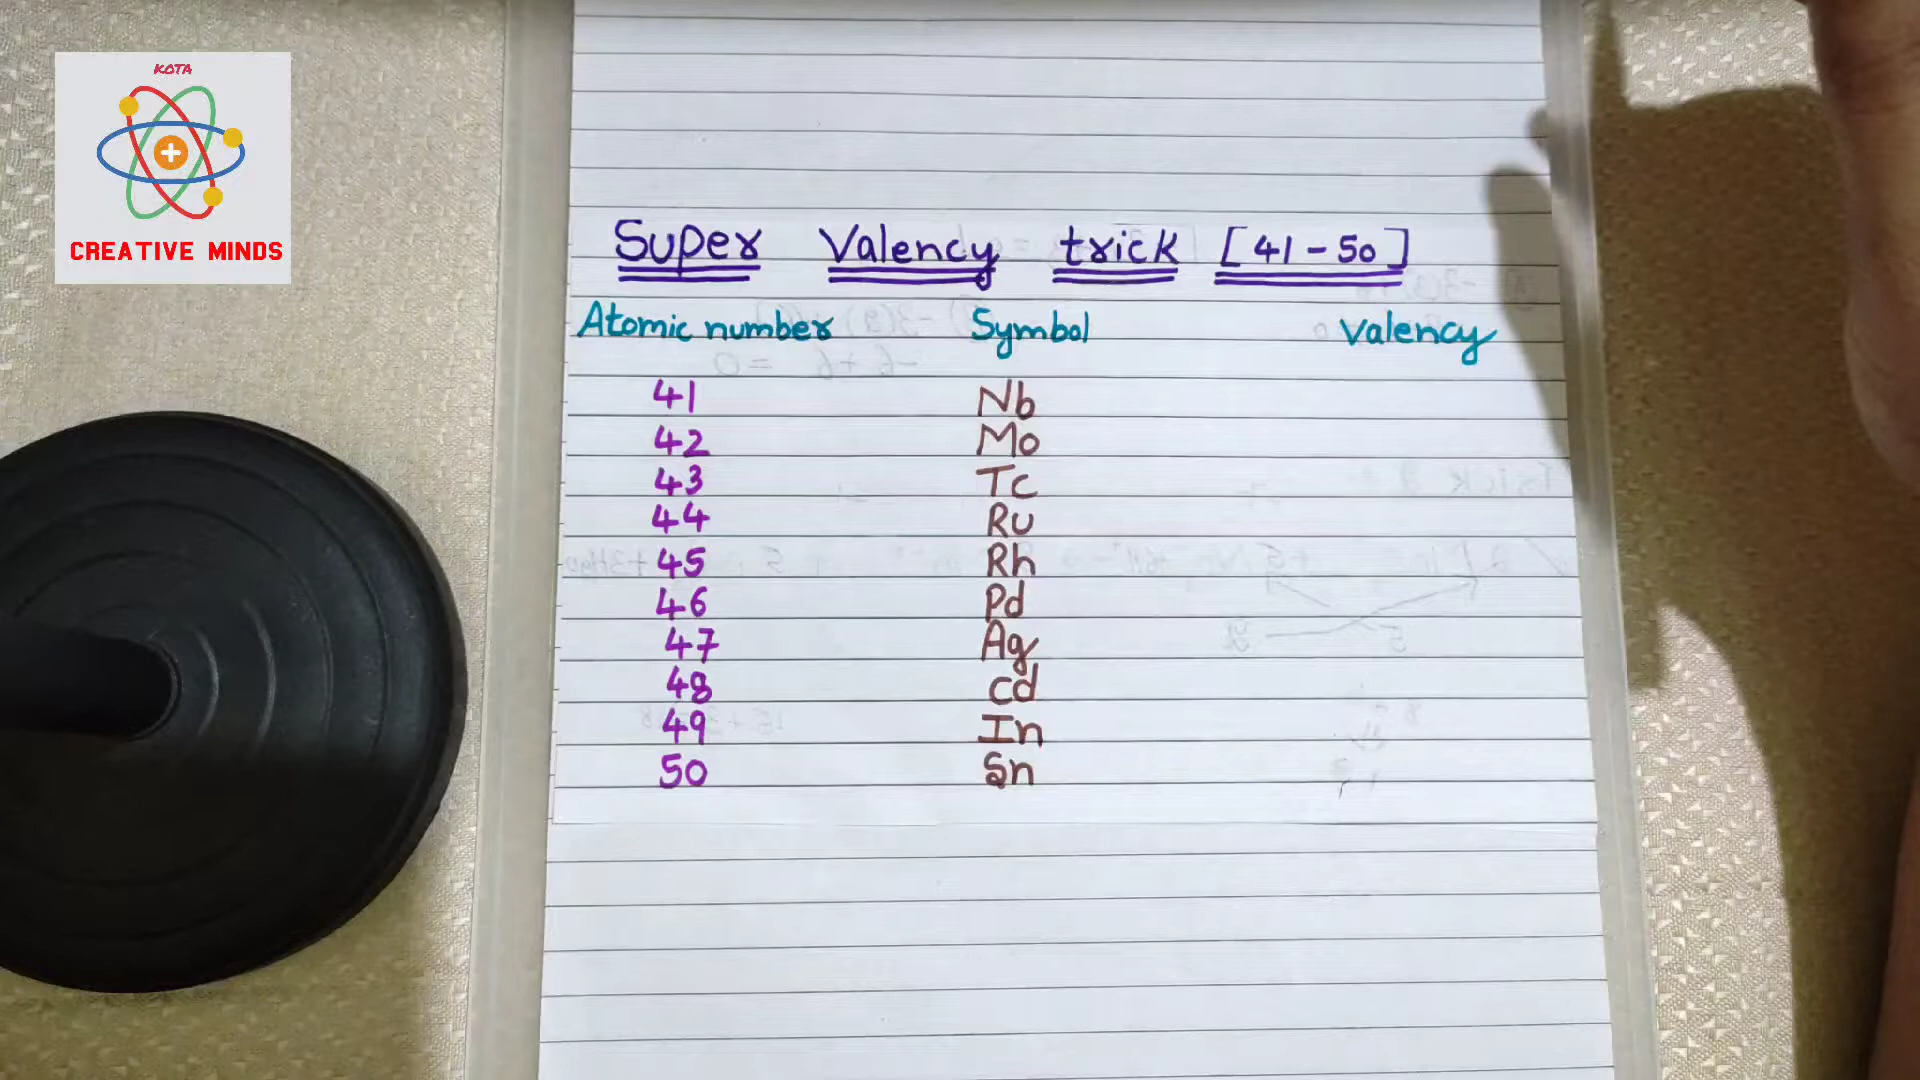 KOTA
CREATIVE MINDS
Super Valency trick [41-50]
Atomic number Symbol Valency
41 Nb
42 Mo
43 Tc
44 Ru
45 Rh
46 Pd
47 Ag
48 Cd
49 In
50 Sn